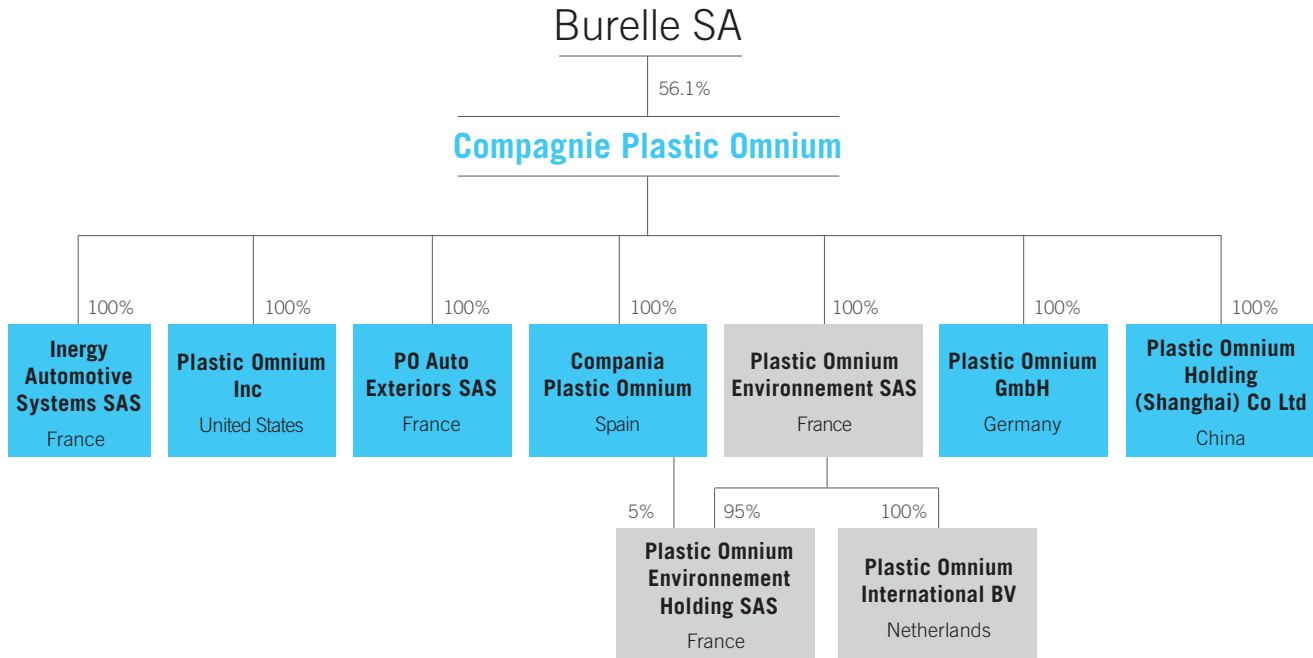 Burelle SA
56.1%
Compagnie Plastic Omnium
100%
100%
100%
100%
100%
100%
100%
Inergy
Automotive
Systems SAS
France
Plastic Omnium
Inc
United States
PO Auto
Exteriors SAS
France
Compania
Plastic Omnium
Spain
Plastic Omnium
Environnement SAS
France
Plastic Omnium
GmbH
Germany
Plastic Omnium
Holding
(Shanghai) Co Ltd
China
5%
95%
100%
Plastic Omnium
Environnement
Holding SAS
France
Plastic Omnium
International BV
Netherlands